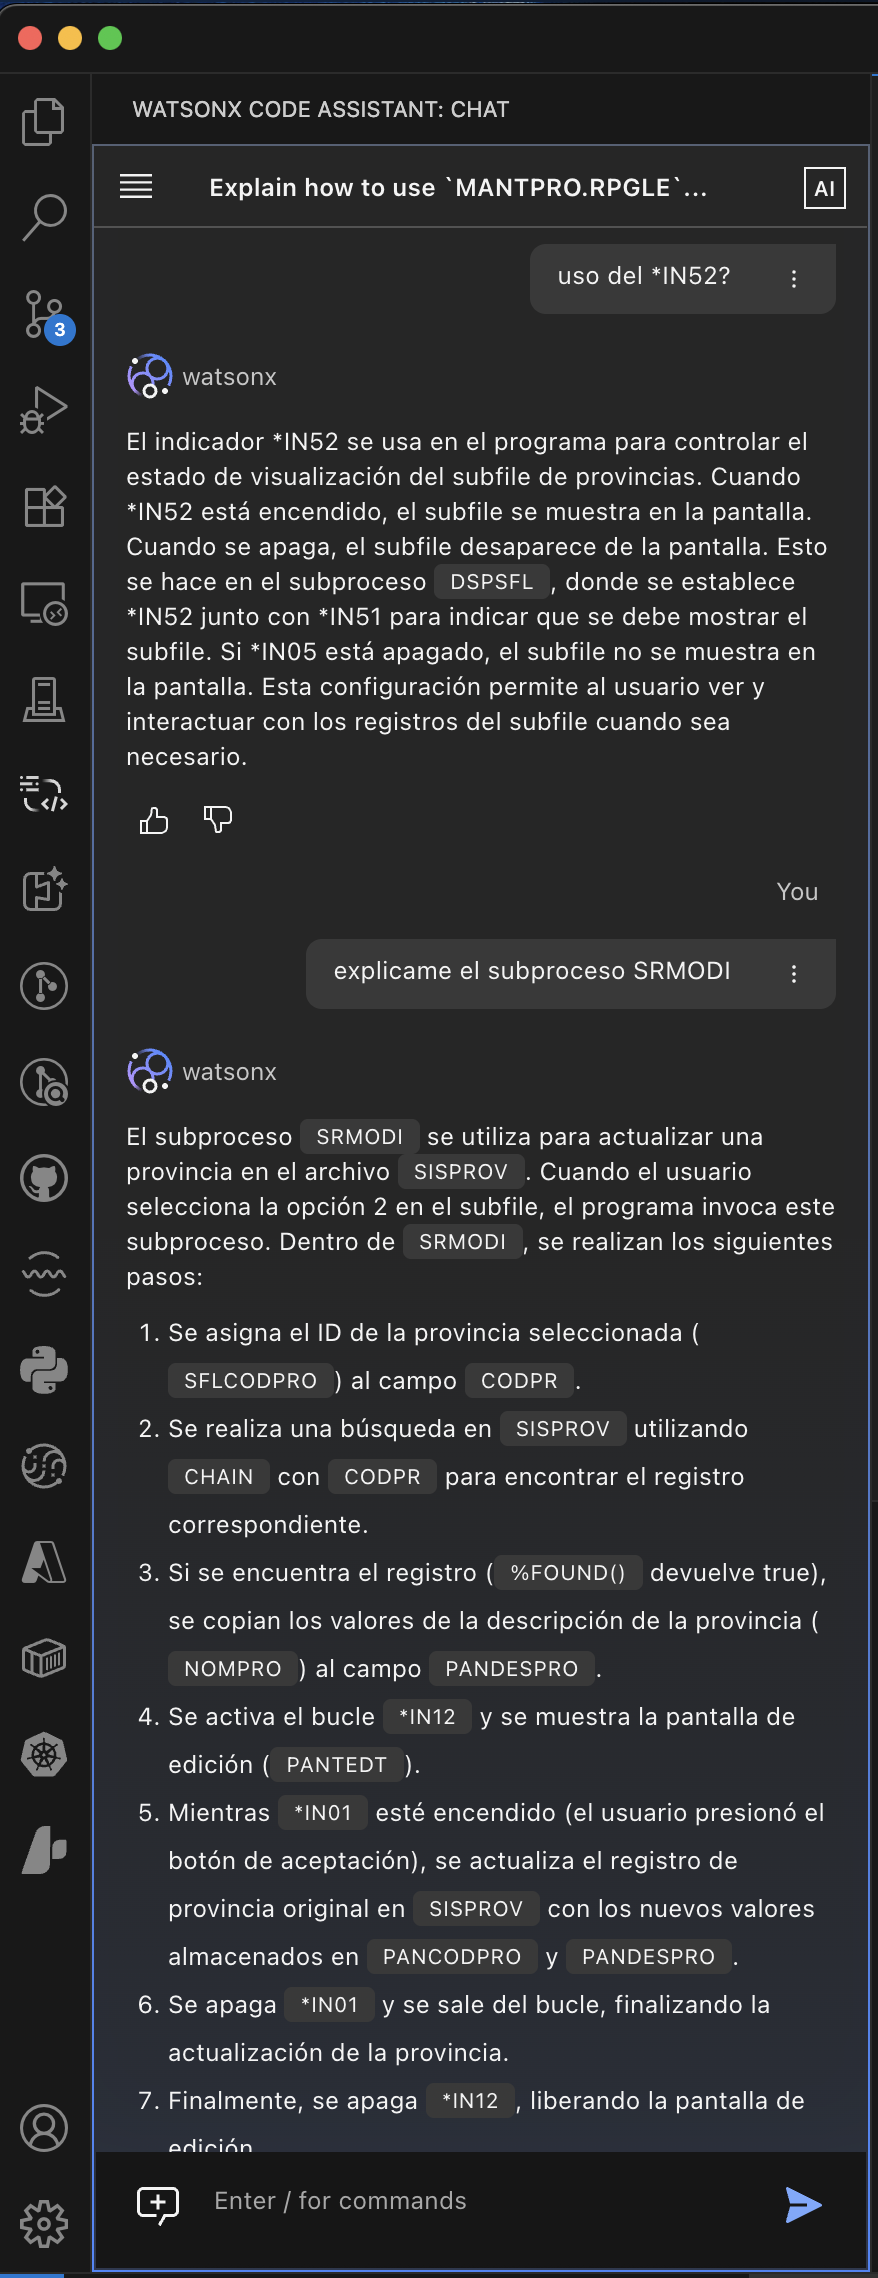 WATSONX CODE ASSISTANT: CHAT
Explain how to use `MANTPRO.RPGLE`...
AI
uso del *IN52?
3
watsonx
El indicador *IN52 se usa en el programa para controlar el
estado de visualización del subfile de provincias. Cuando
*IN52 está encendido, el subfile se muestra en la pantalla.
Cuando se apaga, el subfile desaparece de la pantalla. Esto
se hace en el subproceso DSPSFL, donde se establece
*IN52 junto con *IN51 para indicar que se debe mostrar el
subfile. Si *IN05 está apagado, el subfile no se muestra en
la pantalla. Esta configuración permite al usuario ver y
interactuar con los registros del subfile cuando sea
necesario.
You
explicame el subproceso SRMODI
watsonx
El subproceso SRMODI se utiliza para actualizar una
provincia en el archivo SISPROV. Cuando el usuario
selecciona la opción 2 en el subfile, el programa invoca este
subproceso. Dentro de SRMODI, se realizan los siguientes
pasos:
1. Se asigna el ID de la provincia seleccionada (
SFLCODPRO) al campo CODPR.
2. Se realiza una búsqueda en SISPROV utilizando
CHAIN con CODPR para encontrar el registro
correspondiente.
3. Si se encuentra el registro (%FOUND() devuelve true),
se copian los valores de la descripción de la provincia (
NOMPRO) al campo PANDESPRO.
4. Se activa el bucle *IN12 y se muestra la pantalla de
edición (PANTEDT).
5. Mientras *IN01 esté encendido (el usuario presionó el
botón de aceptación), se actualiza el registro de
provincia original en SISPROV con los nuevos valores
almacenados en PANCODPRO y PANDESPRO.
6. Se apaga *IN01 y se sale del bucle, finalizando la
actualización de la provincia.
7. Finalmente, se apaga *IN12, liberando la pantalla de
edición
Enter / for commands